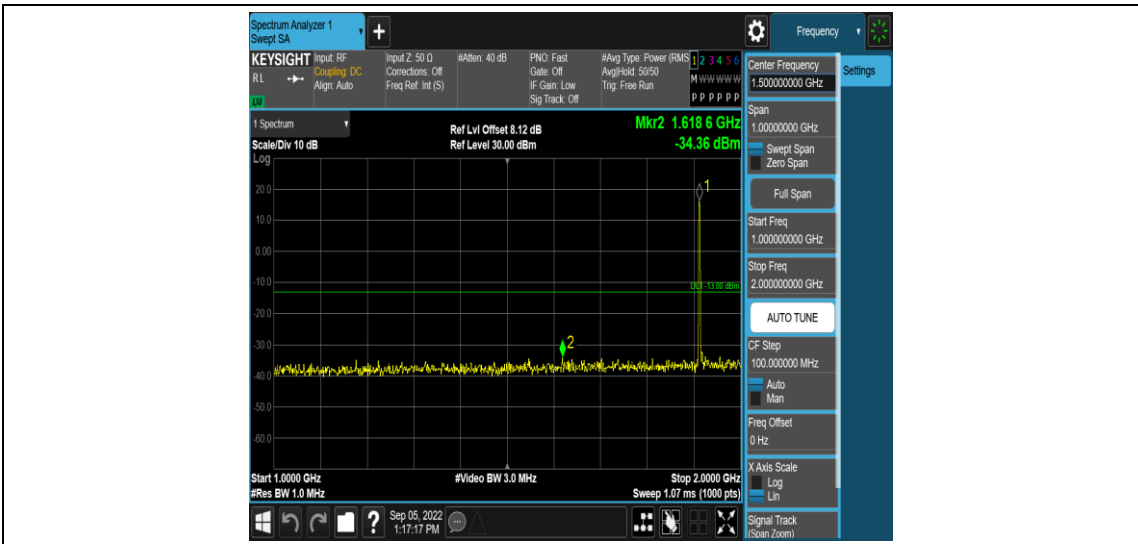 Spectrum Analyzer 1
Swept SA
+
Frequency
KEYSIGHT
RL
LXI
Input: RF
Coupling: DC
Align: Auto
Input Z: 50 Ω
Corrections: Off
Freq Ref: Int (S)
#Atten: 40 dB
PNO: Fast
Gate: Off
IF Gain: Low
Sig Track: Off
#Avg Type: Power (RMS
Avg|Hold: 50/50
Trig: Free Run
1 2 3 4 5 6
M W W W W W
P P P P P P
1 Spectrum
Scale/Div 10 dB
Log
Ref Lvl Offset 8.12 dB
Ref Level 30.00 dBm
Mkr2 1.618 6 GHz
-34.36 dBm
20.0
10.0
0.00
-10.0
-20.0
-30.0
-40.0
-50.0
-60.0
1
DL1 -13.00 dBm
2
Start 1.0000 GHz
#Res BW 1.0 MHz
#Video BW 3.0 MHz
Stop 2.0000 GHz
Sweep 1.07 ms (1000 pts)
?
Sep 05, 2022
1:17:17 PM
Center Frequency
1.500000000 GHz
Settings
Span
1.00000000 GHz
Swept Span
Zero Span
Full Span
Start Freq
1.000000000 GHz
Stop Freq
2.000000000 GHz
AUTO TUNE
CF Step
100.000000 MHz
Auto
Man
Freq Offset
0 Hz
X Axis Scale
Log
Lin
Signal Track
(Span Zoom)